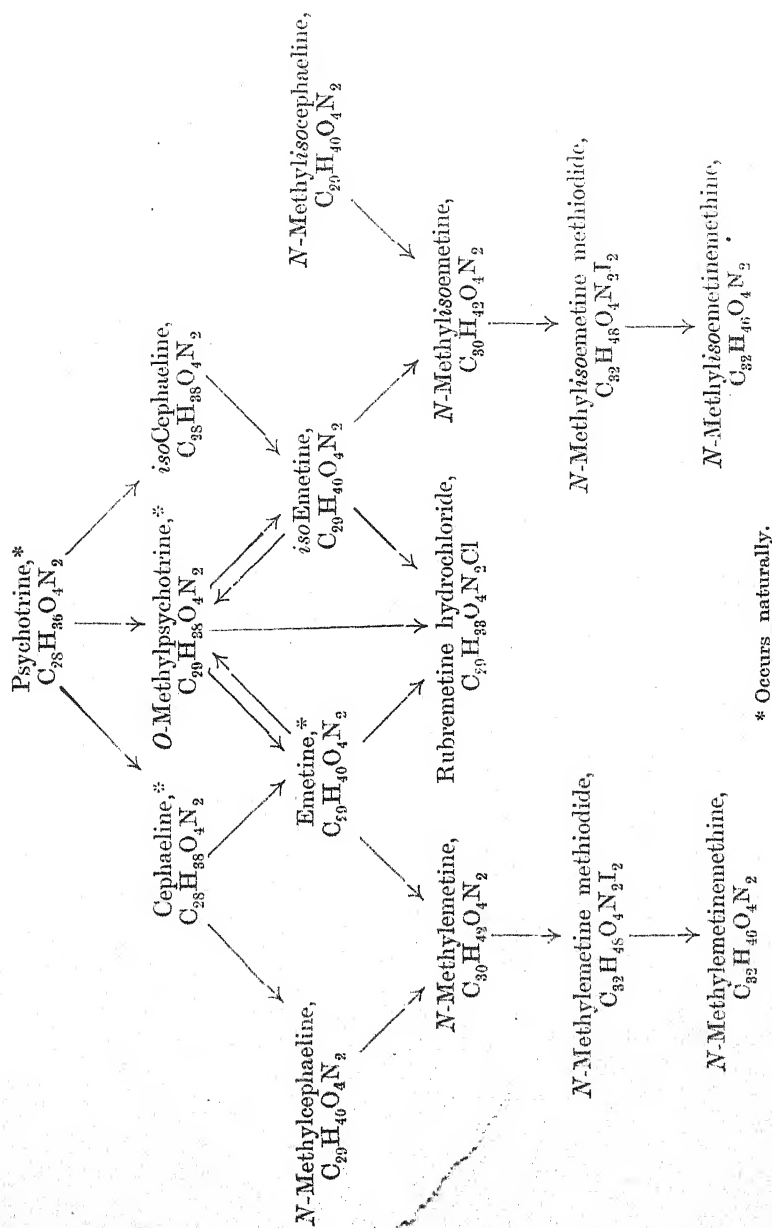 Psychotrine,*
C28H36O4N2
Cephaeline,*
C28H38O4N2
O-Methylpsychotrine,*
C29H38O4N2
isoCephaeline,
C28H38O4N2
N-Methylcephaeline,
C29H40O4N2
Emetine,*
C29H40O4N2
isoEmetine,
C29H40O4N2
N-Methylisocephaeline,
C29H40O4N2
N-Methylemetine,
C30H42O4N2
Rubremetine hydrochloride,
C29H33O4N2Cl
N-Methylisoemetine,
C30H42O4N2
N-Methylemetine methiodide,
C32H48O4N2I2
N-Methylisoemetine methiodide,
C32H48O4N2I2
N-Methylemetinemethine,
C32H46O4N2
N-Methylisoemetinemethine,
C32H46O4N2.
* Occurs naturally.